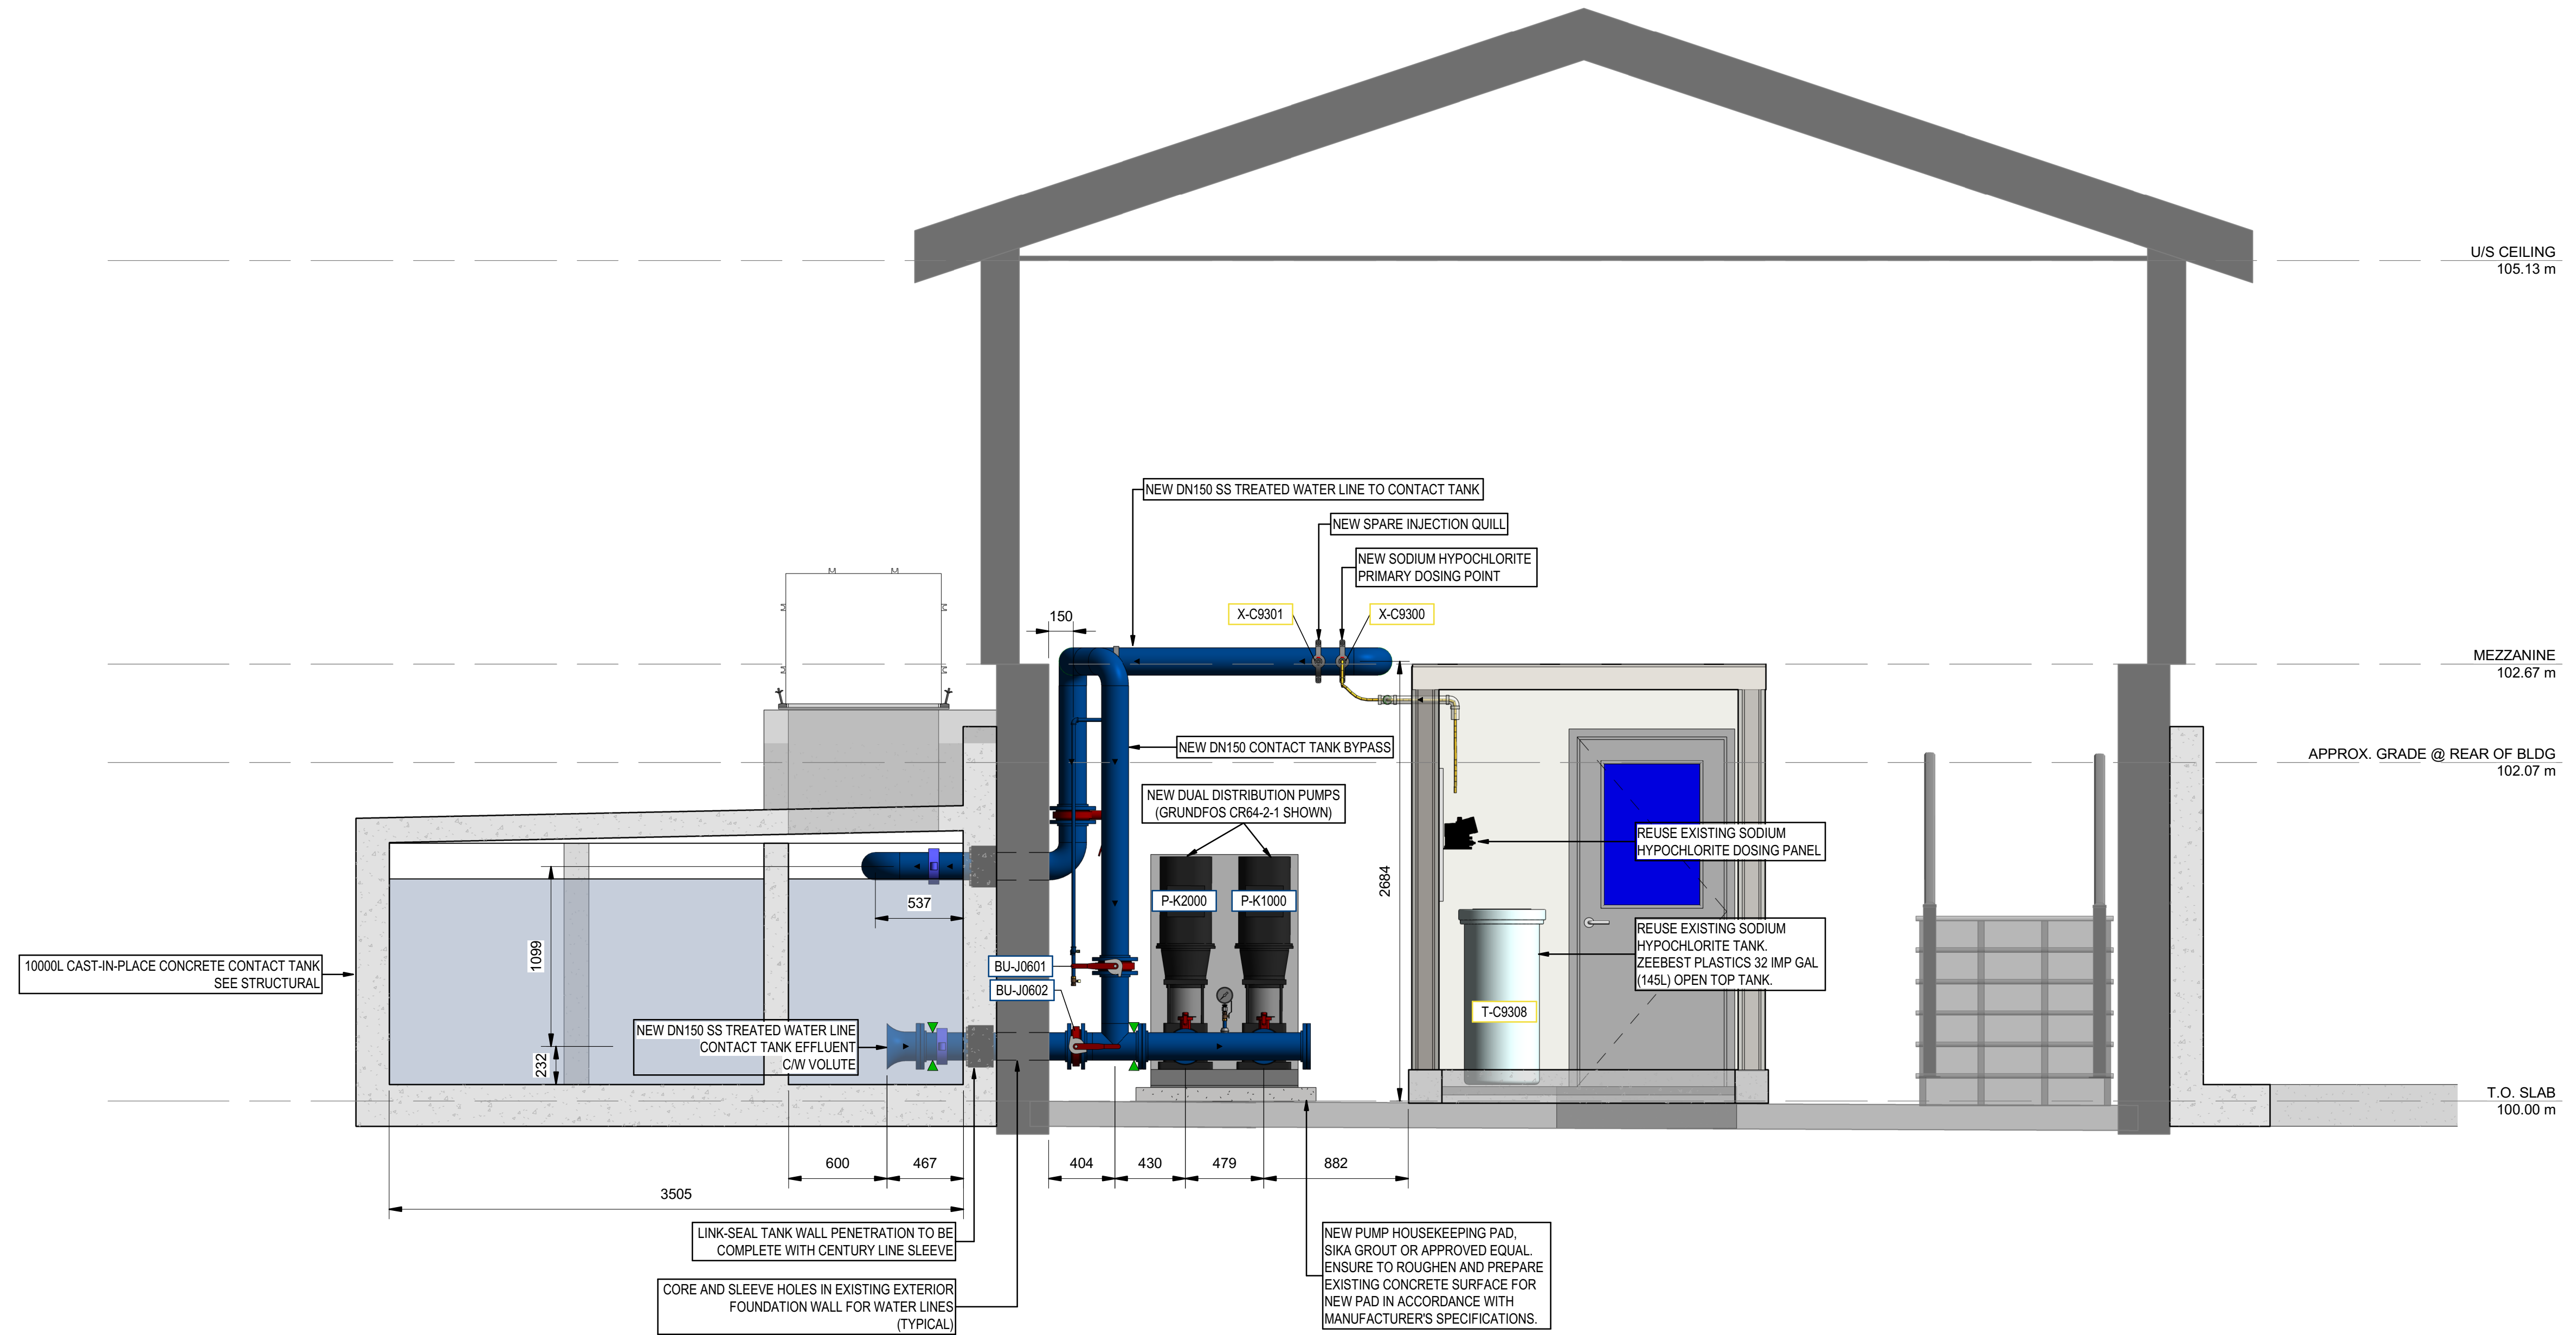 U/S CEILING
105.13 m
NEW DN150 SS TREATED WATER LINE TO CONTACT TANK
NEW SPARE INJECTION QUILL
NEW SODIUM HYPOCHLORITE
PRIMARY DOSING POINT
X-C9301
X-C9300
150
MEZZANINE
102.67 m
NEW DN150 CONTACT TANK BYPASS
APPROX. GRADE @ REAR OF BLDG
102.07 m
NEW DUAL DISTRIBUTION PUMPS
(GRUNDFOS CR64-2-1 SHOWN)
REUSE EXISTING SODIUM
HYPOCHLORITE DOSING PANEL
2684
P-K2000
P-K1000
537
1099
REUSE EXISTING SODIUM
HYPOCHLORITE TANK.
ZEEBEST PLASTICS 32 IMP GAL
(145L) OPEN TOP TANK.
10000L CAST-IN-PLACE CONCRETE CONTACT TANK
SEE STRUCTURAL
BU-J0601
BU-J0602
T-C9308
NEW DN150 SS TREATED WATER LINE
CONTACT TANK EFFLUENT
C/W VOLUTE
232
T.O. SLAB
100.00 m
600
467
404
430
479
882
3505
LINK-SEAL TANK WALL PENETRATION TO BE
COMPLETE WITH CENTURY LINE SLEEVE
NEW PUMP HOUSEKEEPING PAD,
SIKA GROUT OR APPROVED EQUAL.
ENSURE TO ROUGHEN AND PREPARE
EXISTING CONCRETE SURFACE FOR
NEW PAD IN ACCORDANCE WITH
MANUFACTURER'S SPECIFICATIONS.
CORE AND SLEEVE HOLES IN EXISTING EXTERIOR
FOUNDATION WALL FOR WATER LINES
(TYPICAL)